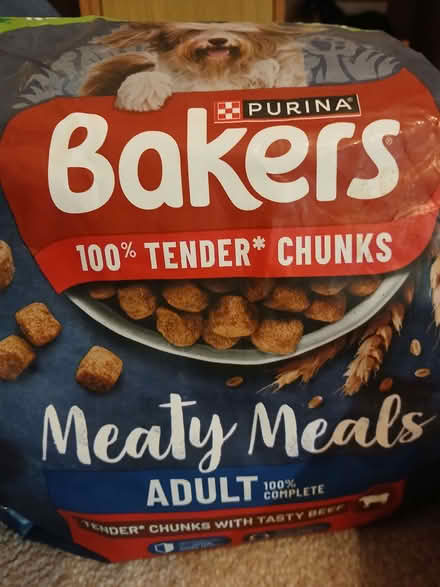 PURINA®
Bakers®
100% TENDER* CHUNKS
Meaty Meals
ADULT 100% COMPLETE
TENDER* CHUNKS WITH TASTY BEEF